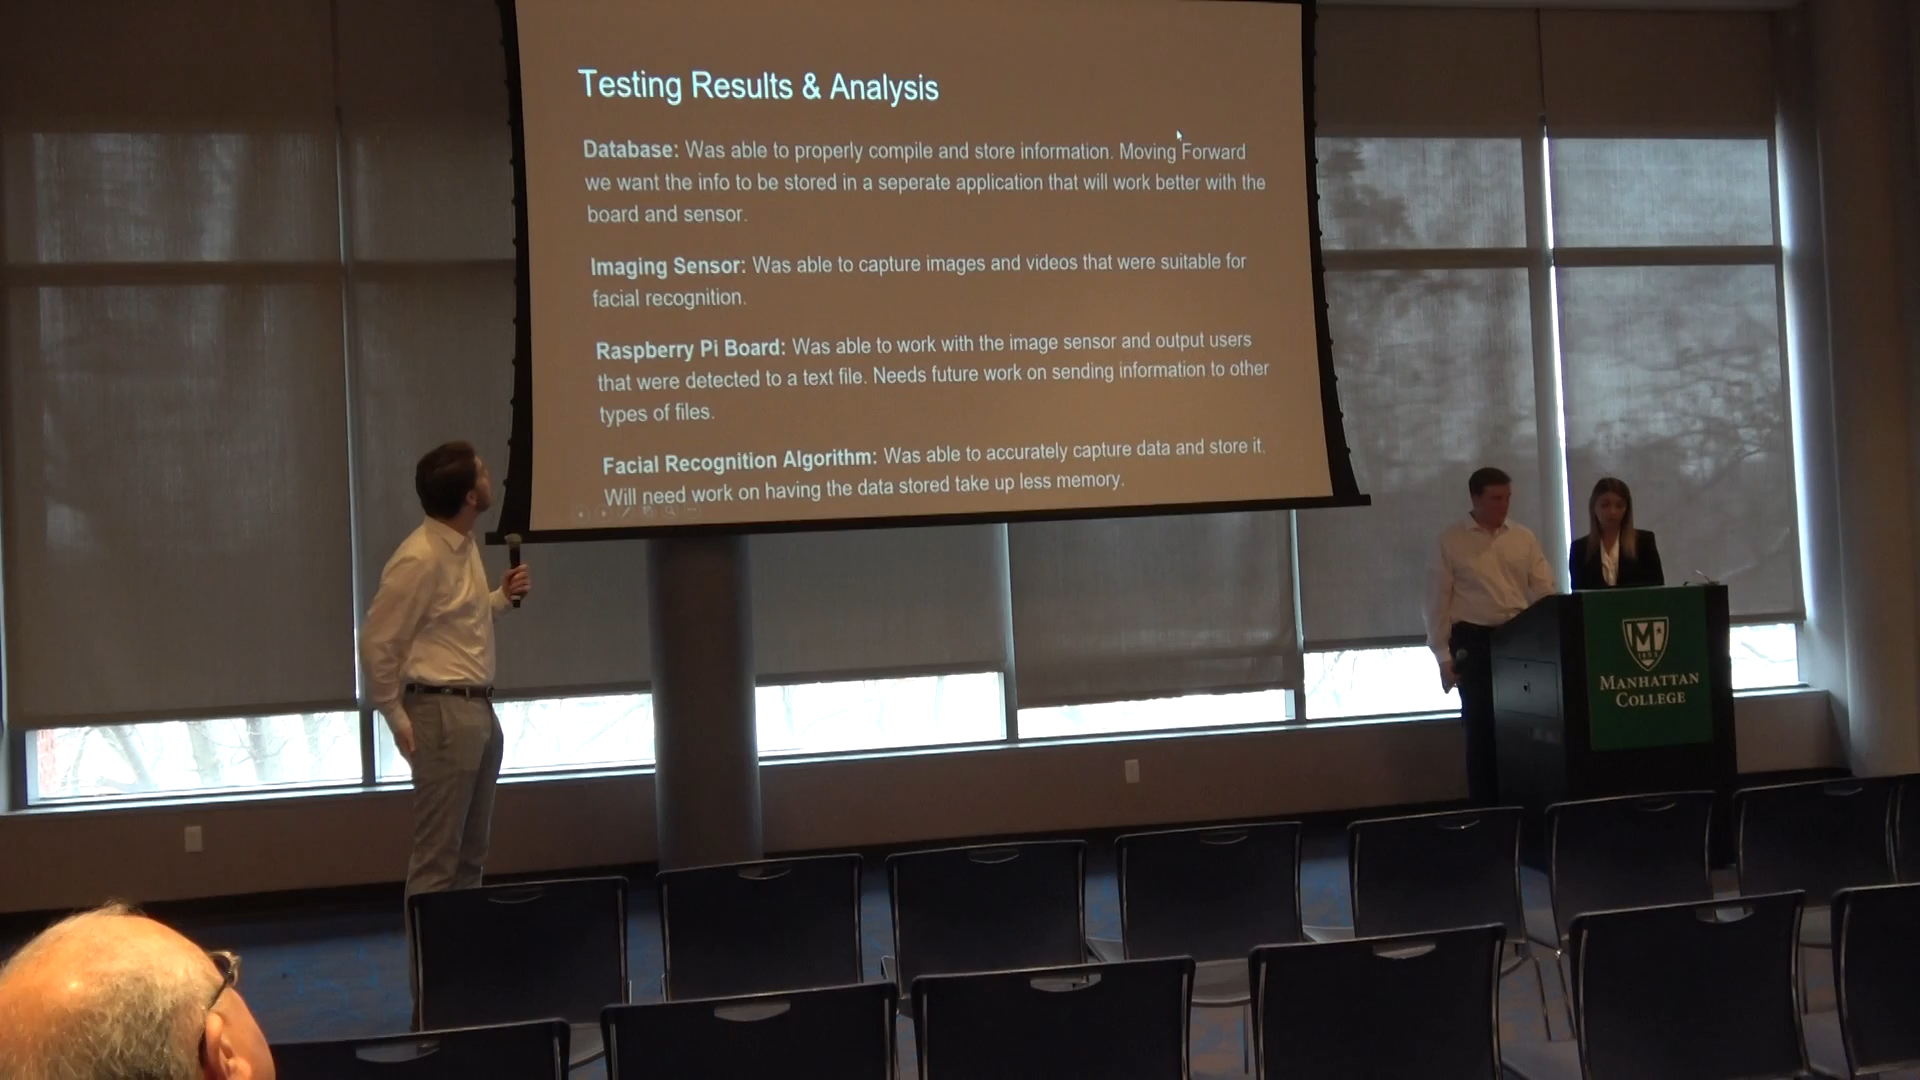 Testing Results & Analysis
Database: Was able to properly compile and store information. Moving Forward
we want the info to be stored in a seperate application that will work better with the
board and sensor.
Imaging Sensor: Was able to capture images and videos that were suitable for
facial recognition.
Raspberry Pi Board: Was able to work with the image sensor and output users
that were detected to a text file. Needs future work on sending information to other
types of files.
Facial Recognition Algorithm: Was able to accurately capture data and store it.
Will need work on having the data stored take up less memory.
M
MANHATTAN
COLLEGE